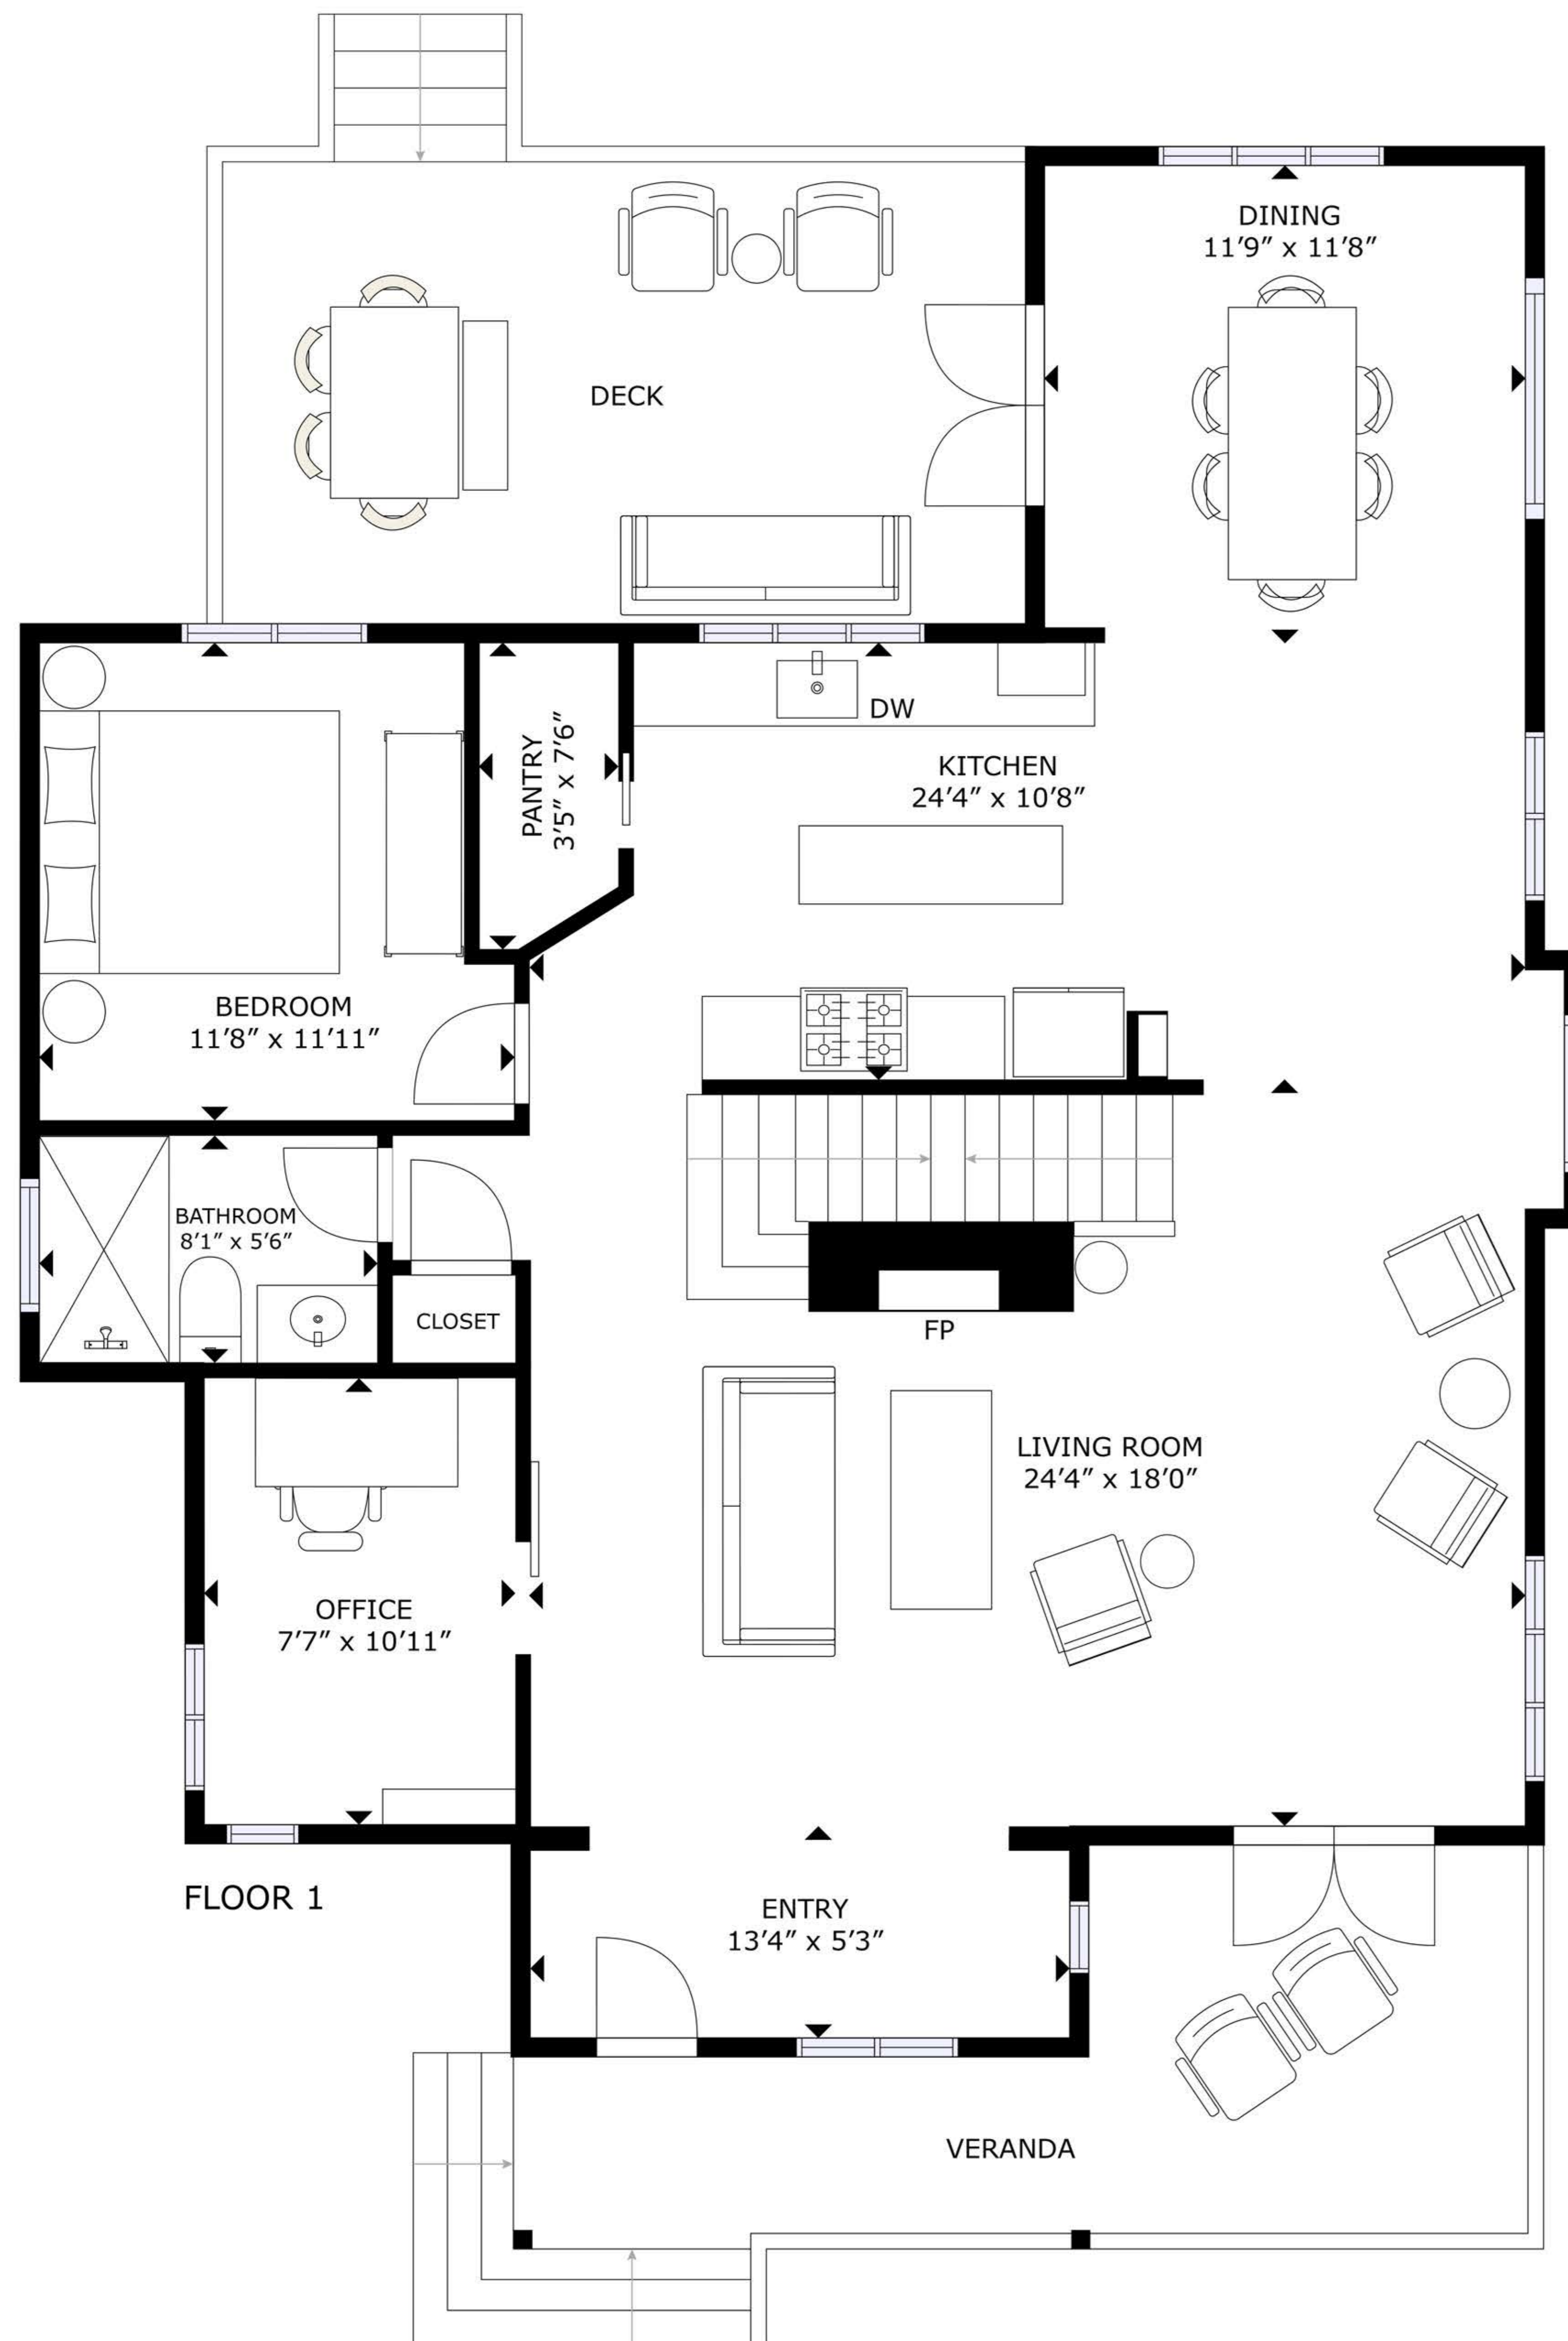 DINING
11′9″ x 11′8″
DECK
DW
KITCHEN
24′4″ x 10′8″
PANTRY
3′5″ x 7′6″
BEDROOM
11′8″ x 11′11″
BATHROOM
8′1″ x 5′6″
CLOSET
FP
LIVING ROOM
24′4″ x 18′0″
OFFICE
7′7″ x 10′11″
FLOOR 1
ENTRY
13′4″ x 5′3″
VERANDA